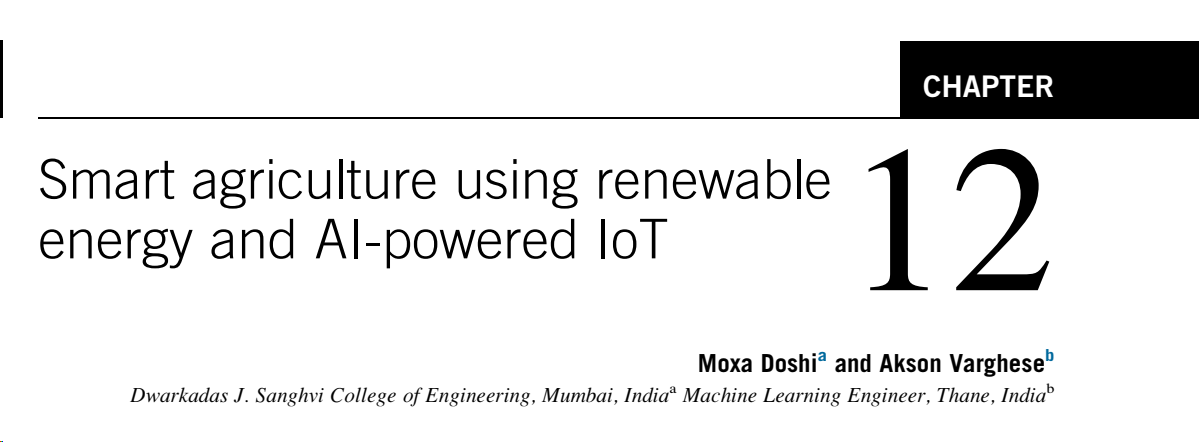 CHAPTER
12
Smart agriculture using renewable
energy and AI-powered IoT
Moxa Doshiᵃ and Akson Vargheseᵇ
Dwarkadas J. Sanghvi College of Engineering, Mumbai, Indiaᵃ Machine Learning Engineer, Thane, Indiaᵇ